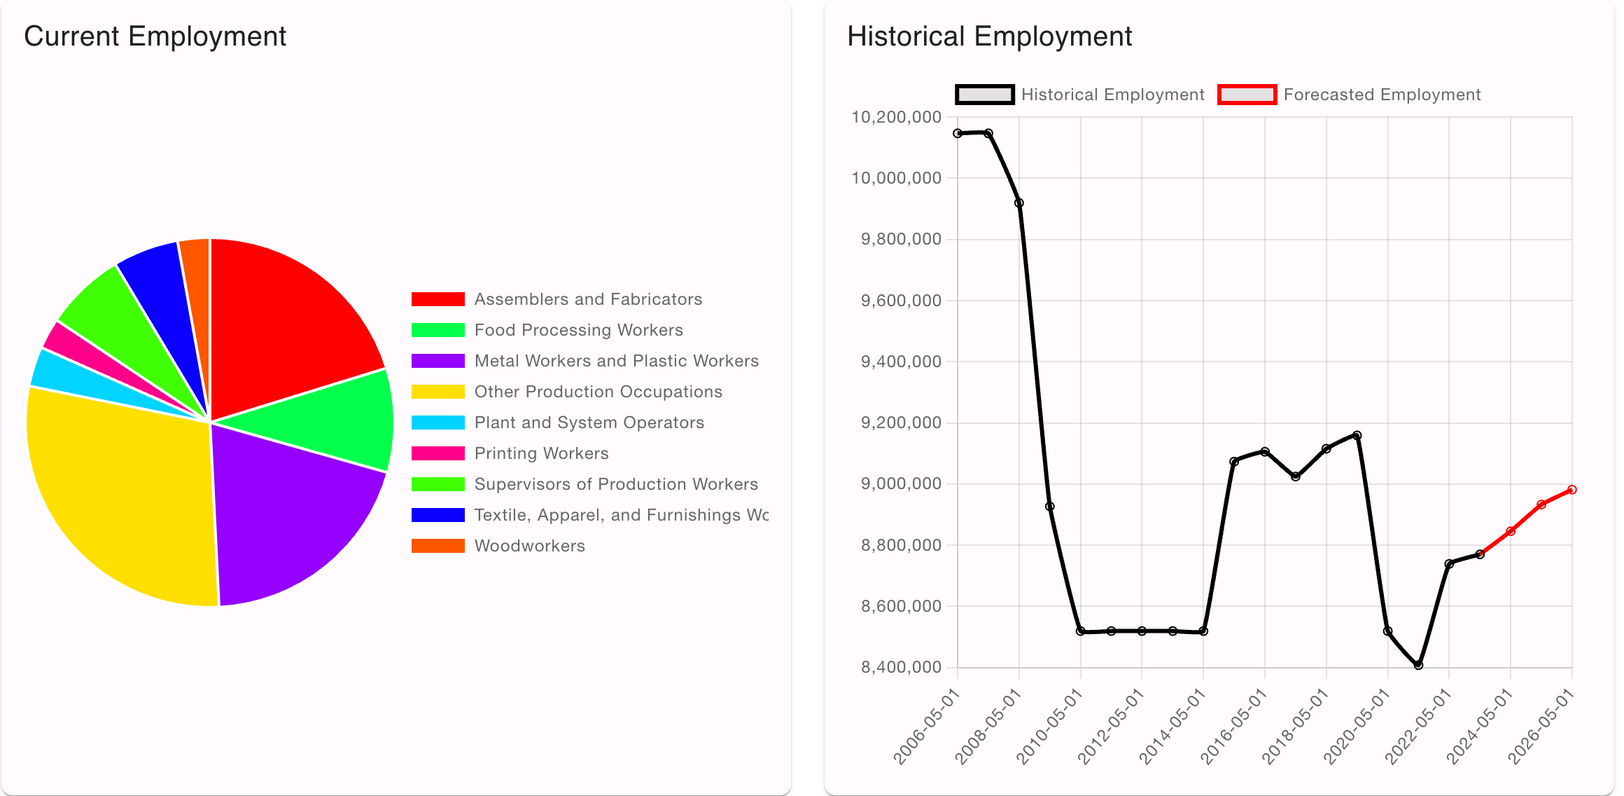 Current Employment
Assemblers and Fabricators
Food Processing Workers
Metal Workers and Plastic Workers
Other Production Occupations
Plant and System Operators
Printing Workers
Supervisors of Production Workers
Textile, Apparel, and Furnishings
Woodworkers
Historical Employment
Historical Employment
Forecasted Employment
10,200,000
10,000,000
9,800,000
9,600,000
9,400,000
9,200,000
9,000,000
8,800,000
8,600,000
8,400,000
2006-05-01
2008-05-01
2010-05-01
2012-05-01
2014-05-01
2016-05-01
2018-05-01
2020-05-01
2022-05-01
2024-05-01
2026-05-01